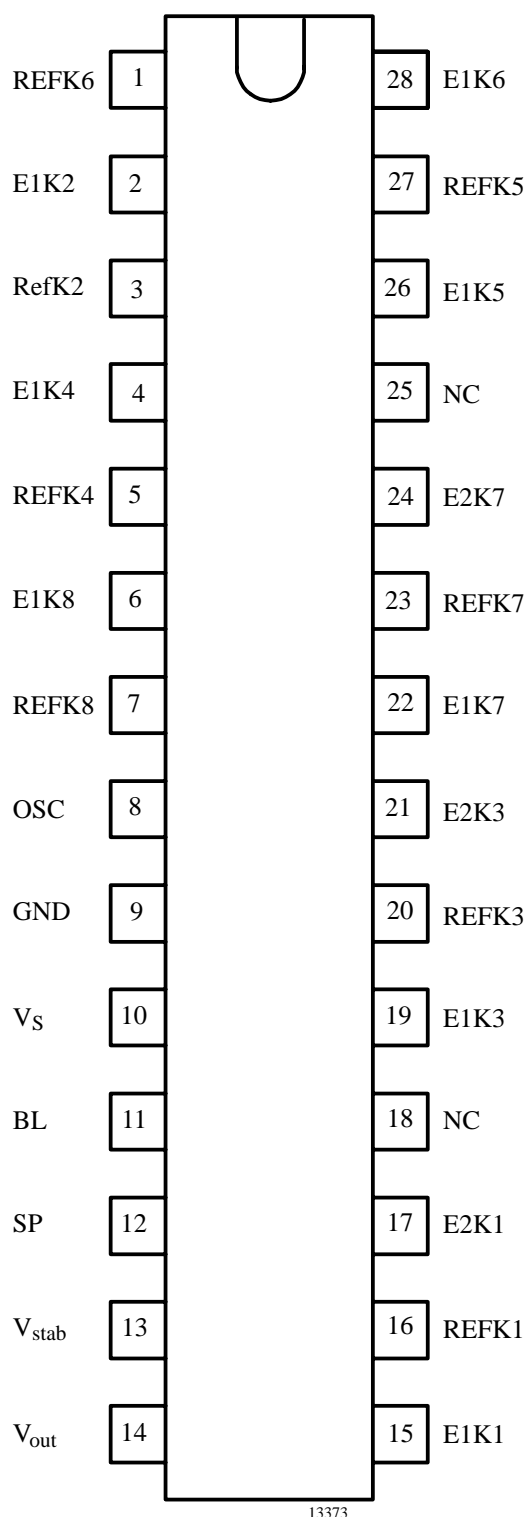 REFK6 1 28 E1K6
E1K2 2 27 REFK5
RefK2 3 26 E1K5
E1K4 4 25 NC
REFK4 5 24 E2K7
E1K8 6 23 REFK7
REFK8 7 22 E1K7
OSC 8 21 E2K3
GND 9 20 REFK3
VS 10 19 E1K3
BL 11 18 NC
SP 12 17 E2K1
Vstab 13 16 REFK1
Vout 14 15 E1K1
13373